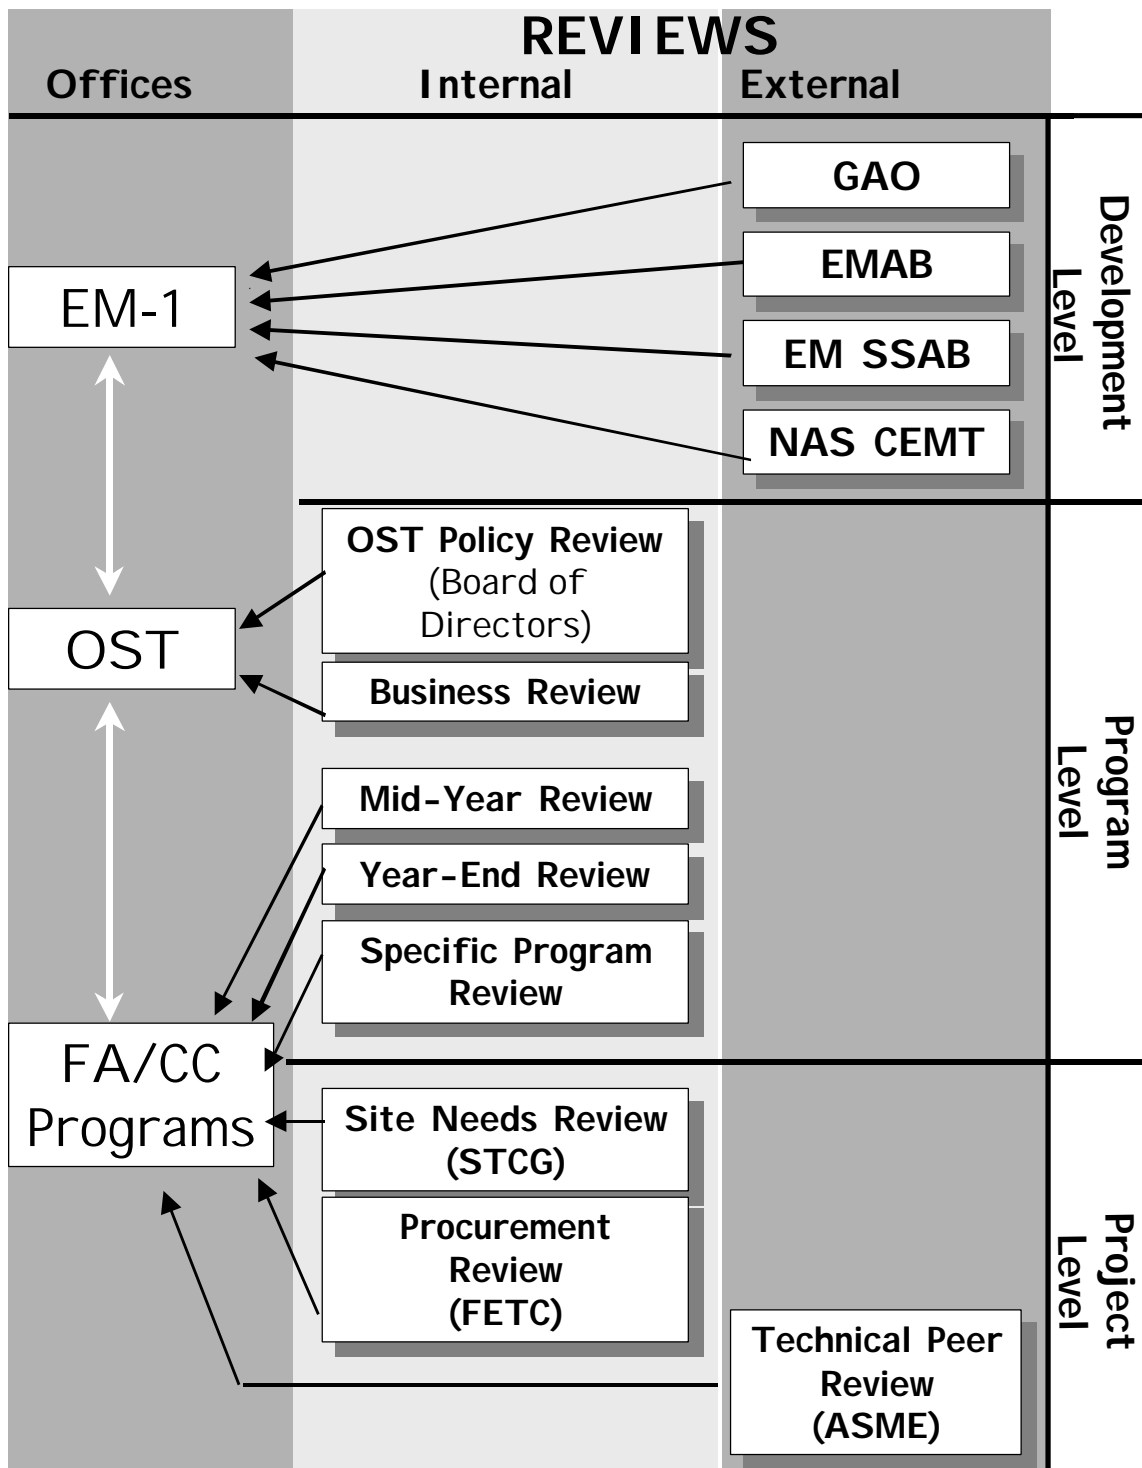 REVIEWS
Offices
Internal
External
GAO
EMAB
EM SSAB
NAS CEMT
Development
Level
EM-1
OST Policy Review
(Board of
Directors)
Business Review
OST
Mid-Year Review
Year-End Review
Specific Program
Review
Program
Level
FA/CC
Programs
Site Needs Review
(STCG)
Procurement
Review
(FETC)
Technical Peer
Review
(ASME)
Project
Level